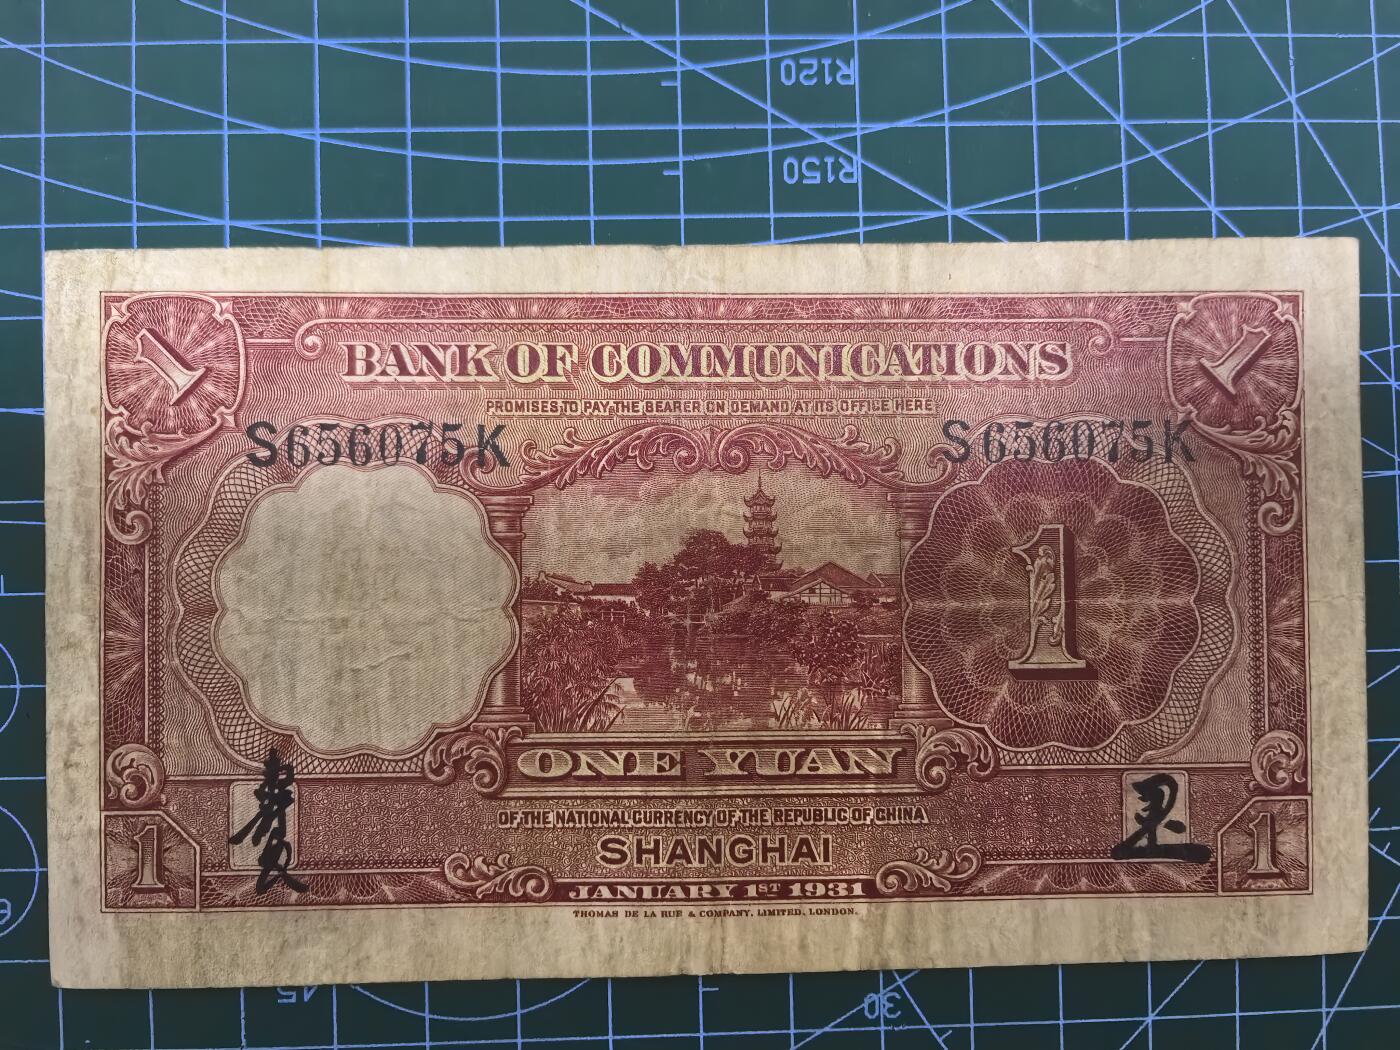 R120
R150
1 1
BANK OF COMMUNICATIONS
PROMISES TO PAY THE BEARER ON DEMAND AT ITS OFFICE HERE
S656075K S656075K
1
ONE YUAN
OF THE NATIONAL CURRENCY OF THE REPUBLIC OF CHINA
SHANGHAI
1 1
JANUARY 1ST 1931
THOMAS DE LA RUE & COMPANY, LIMITED, LONDON.
45
30